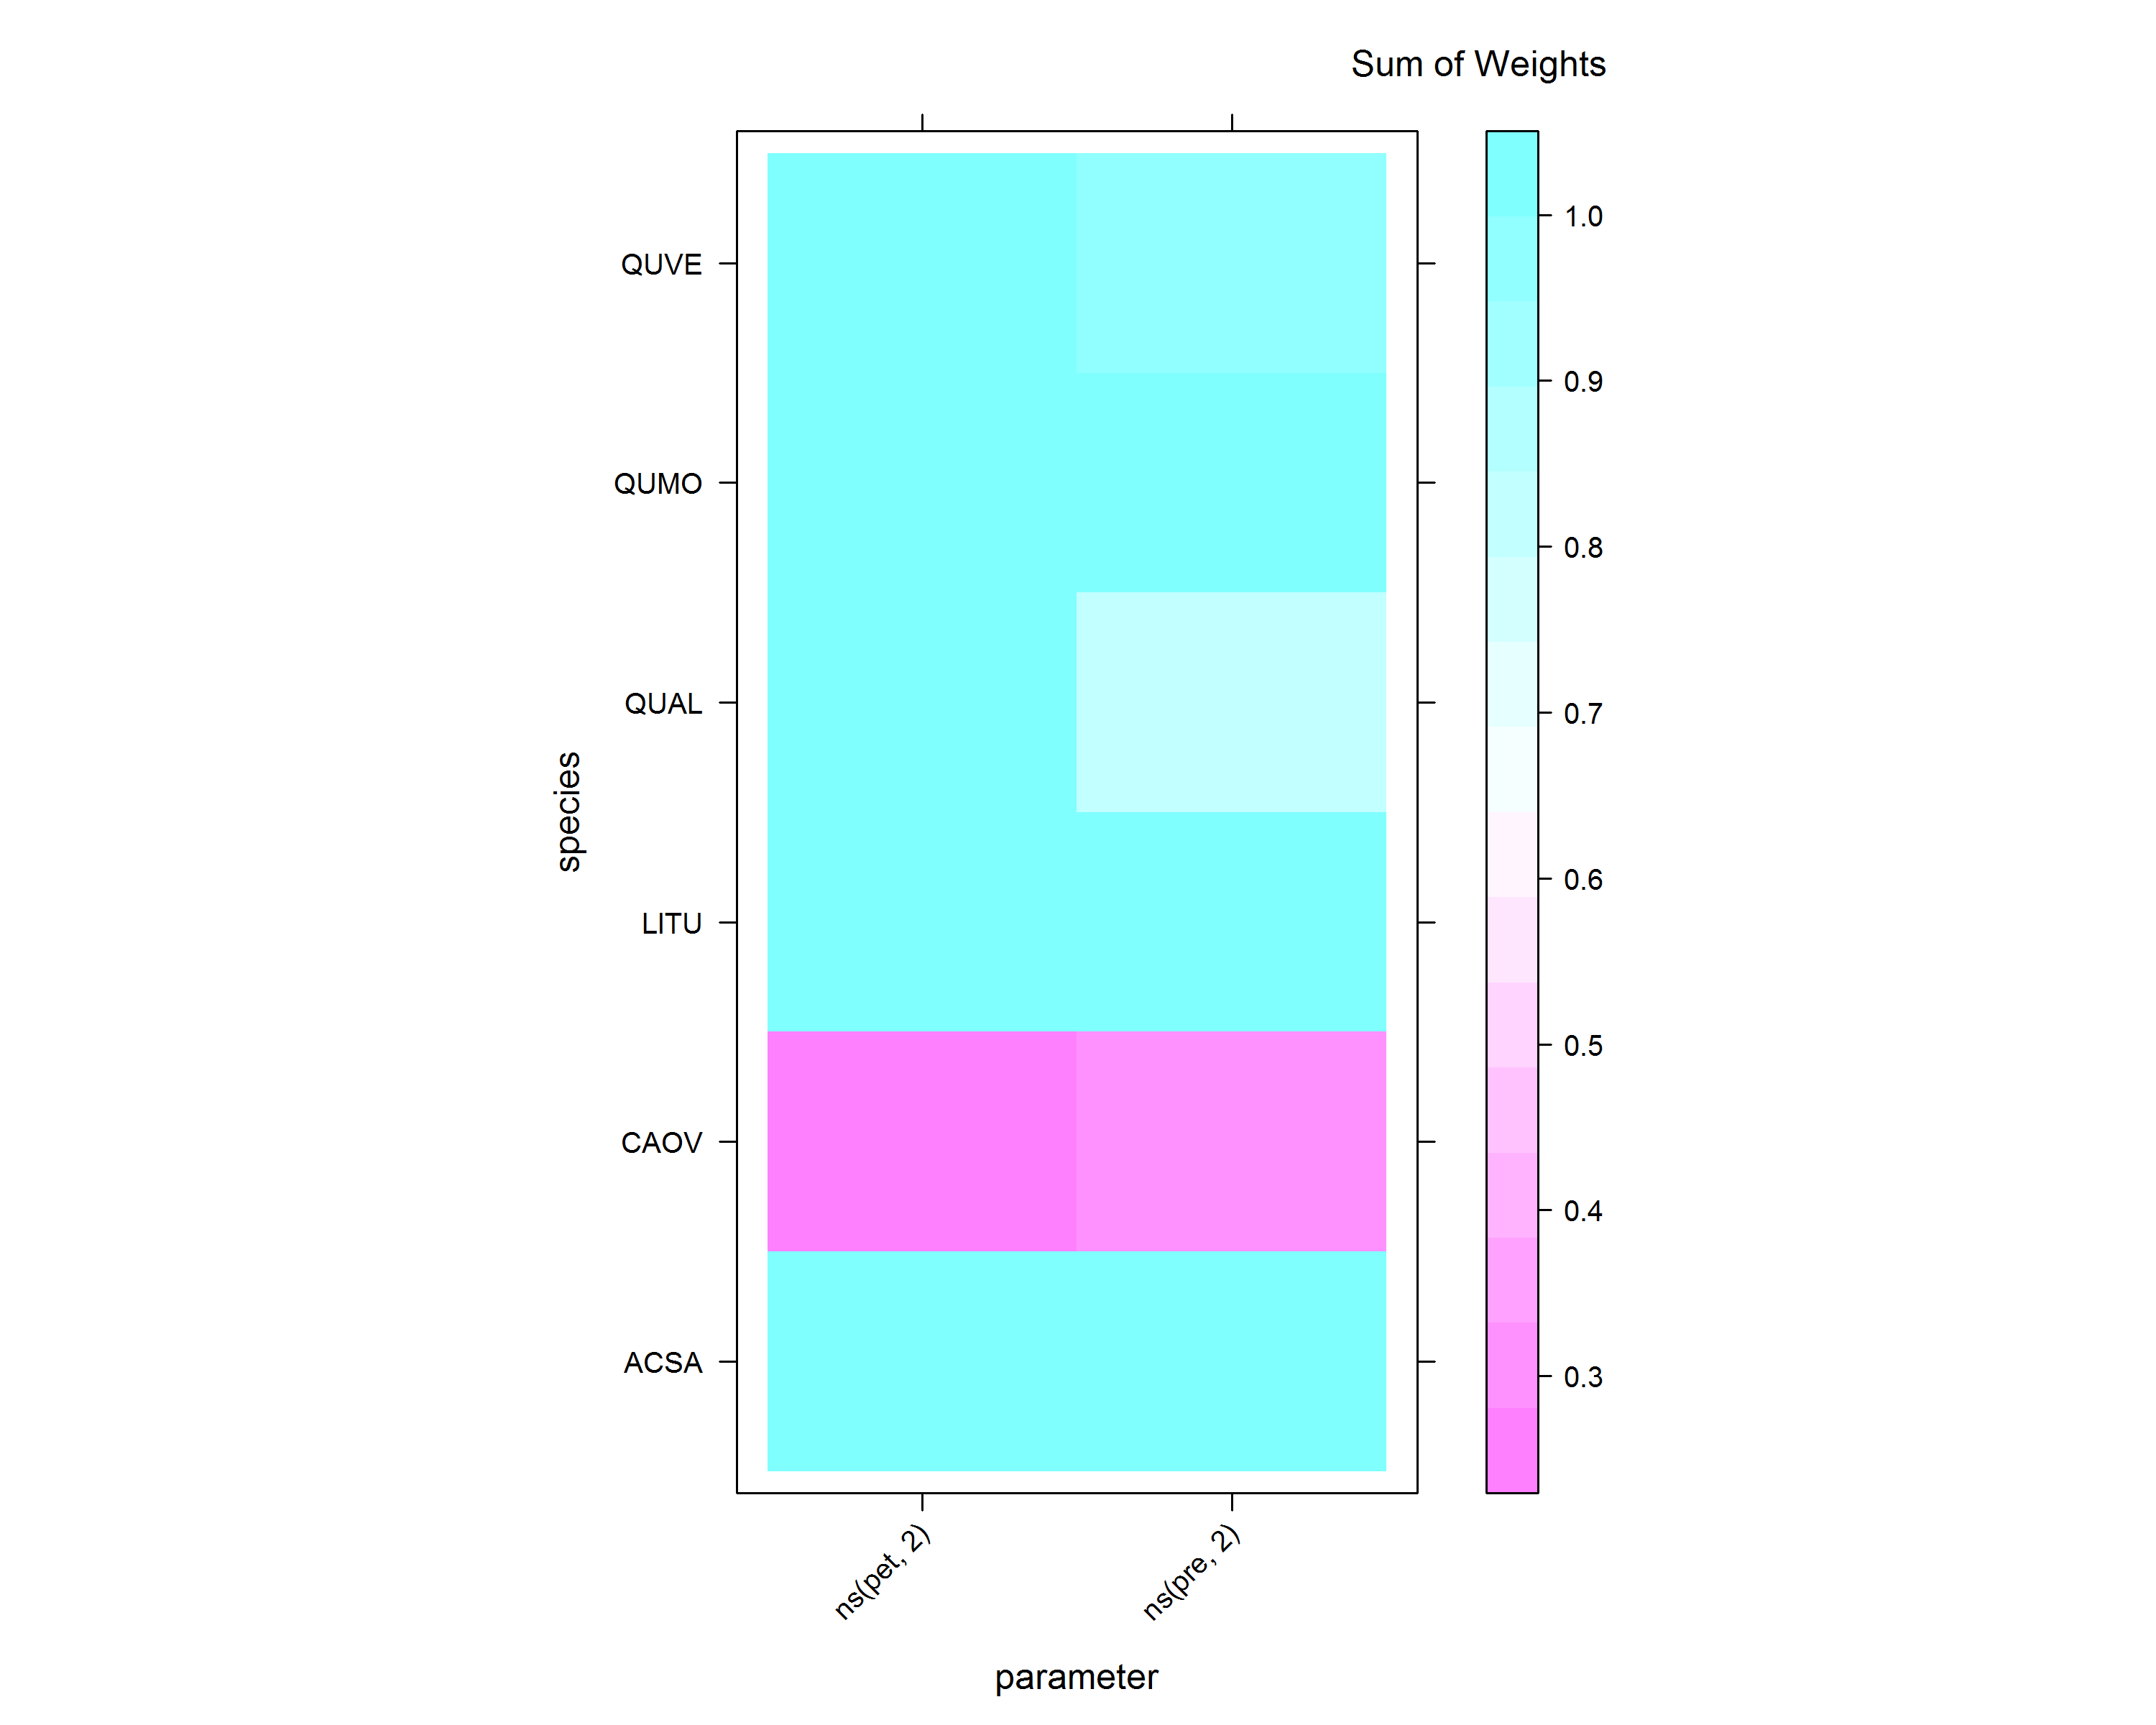 Sum of Weights
QUVE
QUMO
QUAL
LITU
CAOV
ACSA
species
ns(pet, 2)
ns(pre, 2)
parameter
1.0
0.9
0.8
0.7
0.6
0.5
0.4
0.3